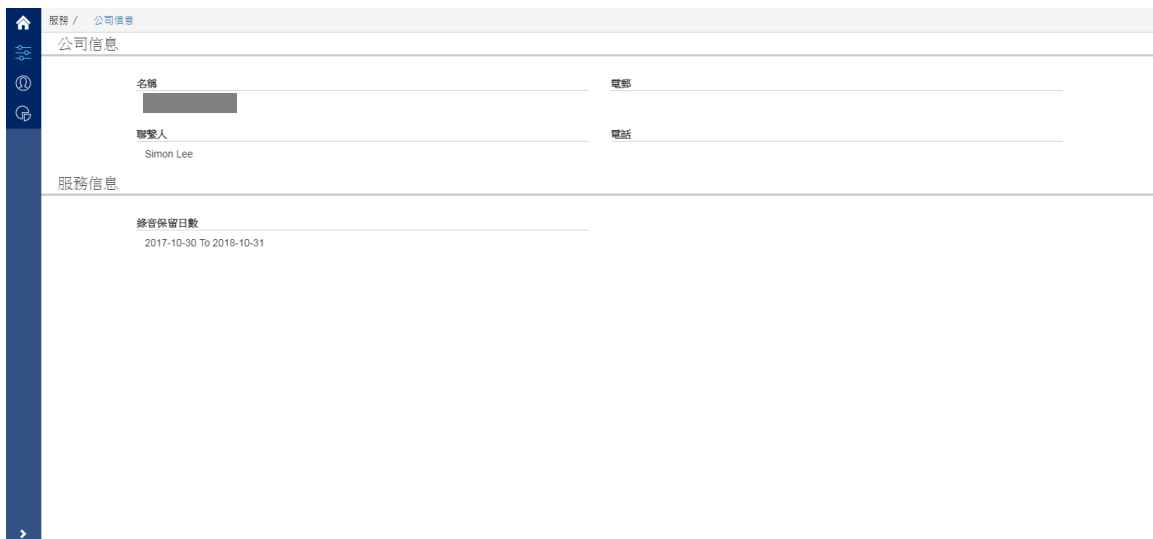 服務 / 公司信息
公司信息
名稱
電郵
聯繫人
電話
Simon Lee
服務信息
錄音保留日數
2017-10-30 To 2018-10-31